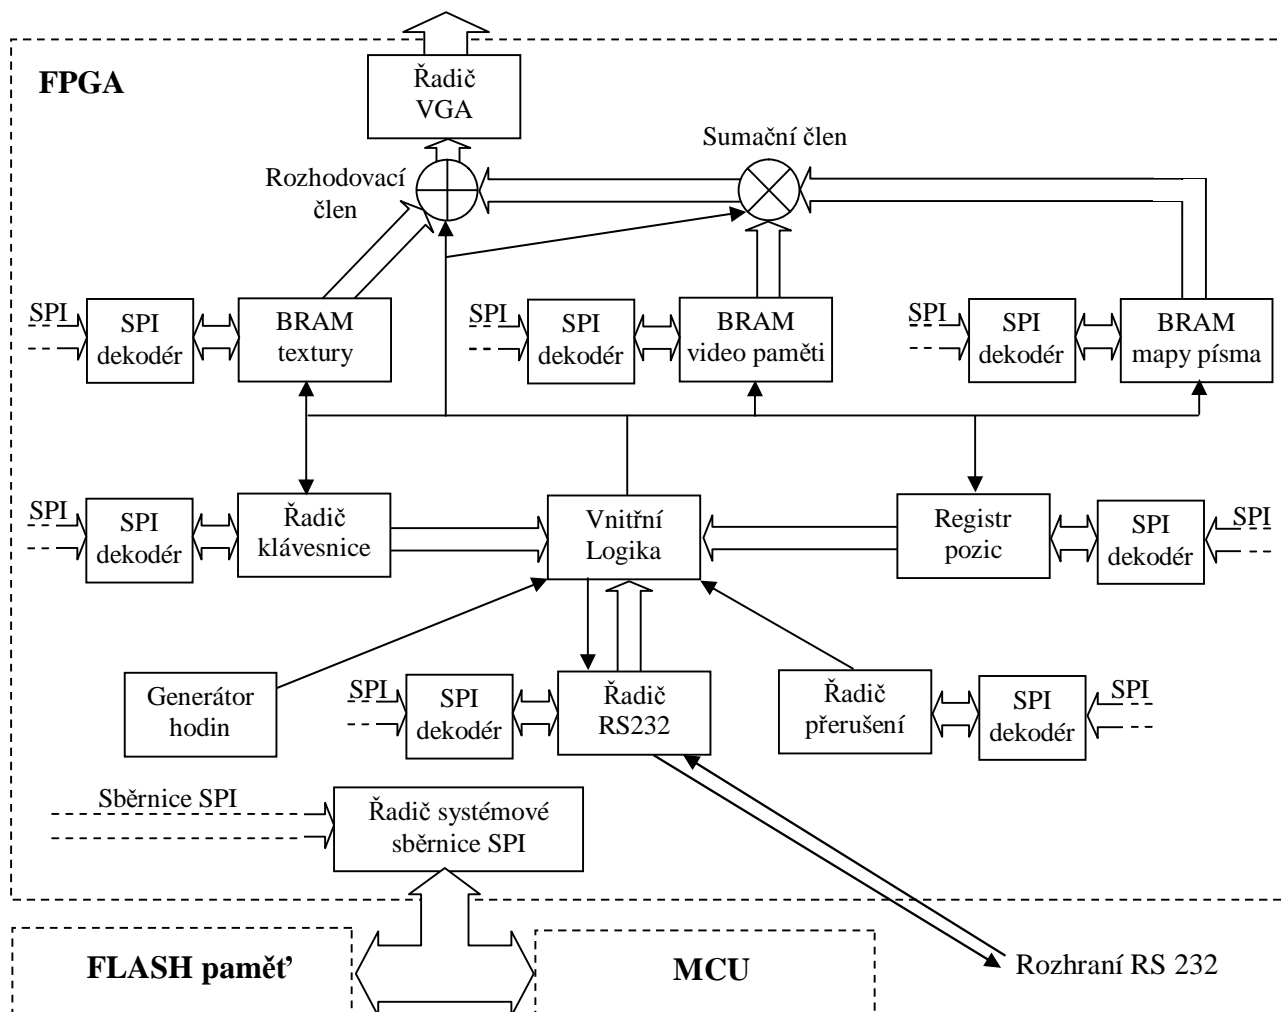 FPGA
Řadič
VGA
Sumační člen
Rozhodovací
člen
SPI
SPI
dekodér
BRAM
textury
SPI
SPI
dekodér
BRAM
video paměti
SPI
SPI
dekodér
BRAM
mapy písma
SPI
SPI
dekodér
Řadič
klávesnice
Vnitřní
Logika
Registr
pozic
SPI
dekodér
SPI
Generátor
hodin
SPI
SPI
dekodér
Řadič
RS232
Řadič
přerušení
SPI
dekodér
SPI
Sběrnice SPI
Řadič systémové
sběrnice SPI
FLASH paměť
MCU
Rozhraní RS 232